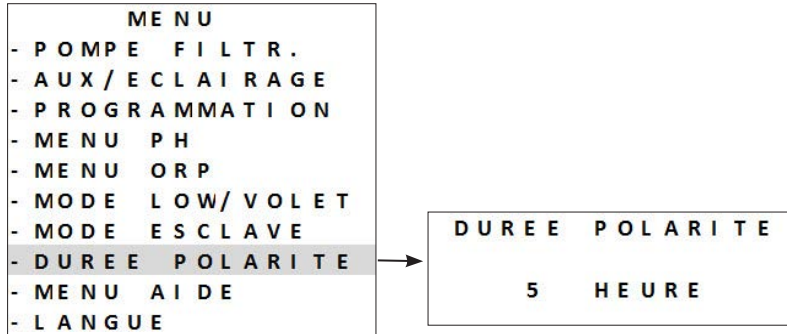 MENU
- POMPE FILTR.
- AUX/ECLAIRAGE
- PROGRAMMATION
- MENU PH
- MENU ORP
- MODE LOW/VOLET
- MODE ESCLAVE
- DUREE POLARITE
- MENU AIDE
- LANGUE
DUREE POLARITE
5 HEURE